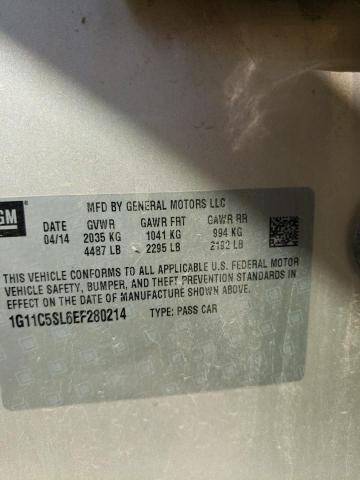 GM
MFD BY GENERAL MOTORS LLC
DATE GVWR GAWR FRT GAWR RR
04/14 2035 KG 1041 KG 994 KG
4487 LB 2295 LB 2192 LB
THIS VEHICLE CONFORMS TO ALL APPLICABLE U.S. FEDERAL MOTOR
VEHICLE SAFETY, BUMPER, AND THEFT PREVENTION STANDARDS IN
EFFECT ON THE DATE OF MANUFACTURE SHOWN ABOVE.
1G11C5SL6EF280214 TYPE: PASS CAR